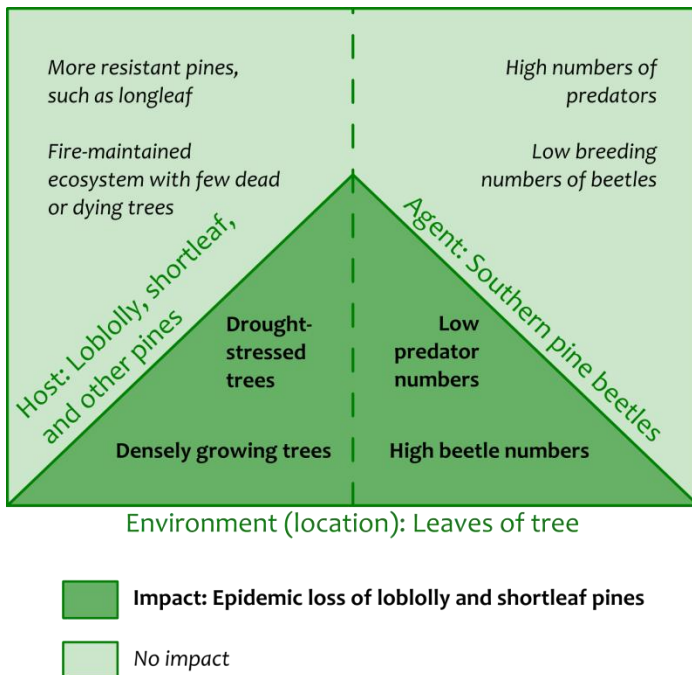 More resistant pines,
such as longleaf
Fire-maintained
ecosystem with few dead
or dying trees
High numbers of
predators
Low breeding
numbers of beetles
Host: Loblolly, shortleaf,
and other pines
Agent: Southern pine beetles
Drought-
stressed
trees
Densely growing trees
Low
predator
numbers
High beetle numbers
Environment (location): Leaves of tree
Impact: Epidemic loss of loblolly and shortleaf pines
No impact